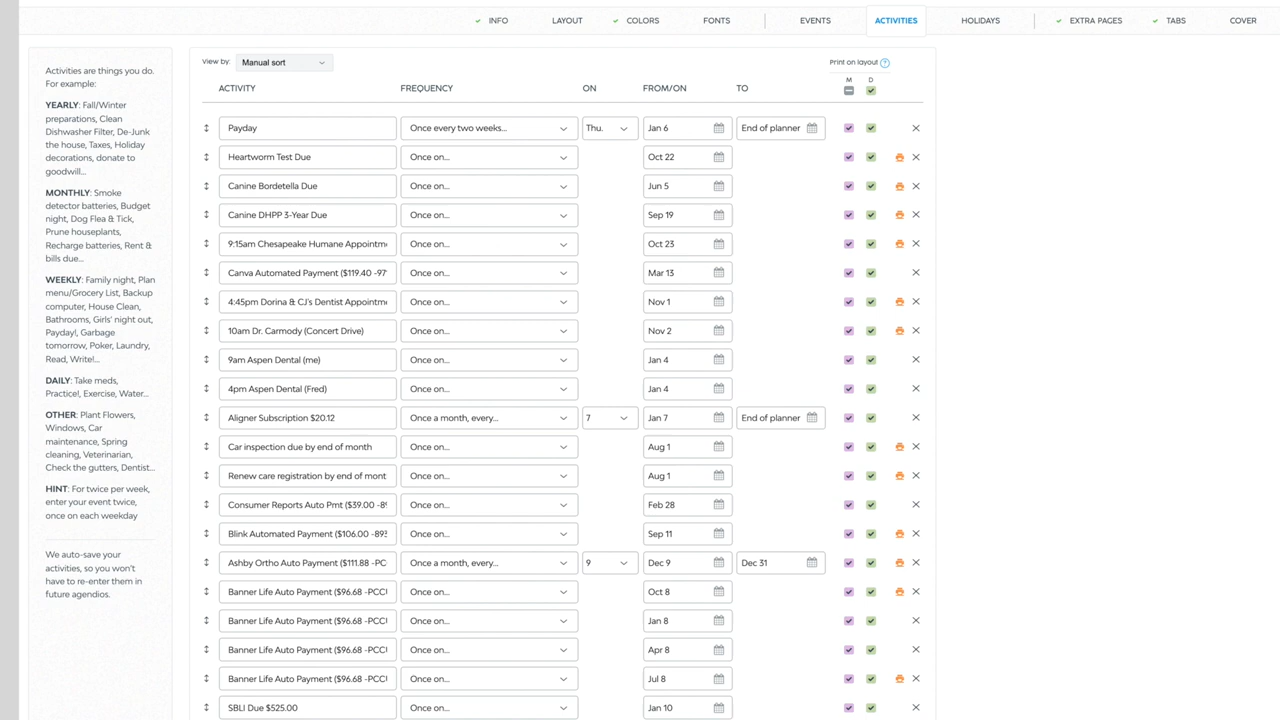 INFO LAYOUT COLORS FONTS EVENTS ACTIVITIES HOLIDAYS EXTRA PAGES TABS COVER
Activities are things you do.
For example:
YEARLY: Fall/Winter
preparations, Clean
Dishwasher Filter, De-Junk
the house, Taxes, Holiday
decorations, donate to
goodwill...
MONTHLY: Smoke
detector batteries, Budget
night, Dog Flea & Tick,
Prune houseplants,
Recharge batteries, Rent &
bills due...
WEEKLY: Family night, Plan
menu/Grocery List, Backup
computer, House Clean,
Bathrooms, Girls' night out,
Payday!, Garbage
tomorrow, Poker, Laundry,
Read, Write!...
DAILY: Take meds,
Practice!, Exercise, Water...
OTHER: Plant Flowers,
Windows, Car
maintenance, Spring
cleaning, Veterinarian,
Check the gutters, Dentist...
HINT: For twice per week,
enter your event twice,
once on each weekday
We auto-save your
activities, so you won't
have to re-enter them in
future agendios.
View by: Manual sort
Print on layout ?
M D
ACTIVITY FREQUENCY ON FROM/ON TO
Payday Once every two weeks... Thu. Jan 6 End of planner
Heartworm Test Due Once on... Oct 22
Canine Bordetella Due Once on... Jun 5
Canine DHPP 3-Year Due Once on... Sep 19
9:15am Chesapeake Humane Appointm Once on... Oct 23
Canva Automated Payment ($119.40 -97 Once on... Mar 13
4:45pm Dorina & CJ's Dentist Appointm Once on... Nov 1
10am Dr. Carmody (Concert Drive) Once on... Nov 2
9am Aspen Dental (me) Once on... Jan 4
4pm Aspen Dental (Fred) Once on... Jan 4
Aligner Subscription $20.12 Once a month, every... 7 Jan 7 End of planner
Car inspection due by end of month Once on... Aug 1
Renew care registration by end of mont Once on... Aug 1
Consumer Reports Auto Pmt ($39.00 -8 Once on... Feb 28
Blink Automated Payment ($106.00 -893 Once on... Sep 11
Ashby Ortho Auto Payment ($111.88 -PC Once a month, every... 9 Dec 9 Dec 31
Banner Life Auto Payment ($96.68 -PCC Once on... Oct 8
Banner Life Auto Payment ($96.68 -PCC Once on... Jan 8
Banner Life Auto Payment ($96.68 -PCC Once on... Apr 8
Banner Life Auto Payment ($96.68 -PCC Once on... Jul 8
SBLI Due $525.00 Once on... Jan 10